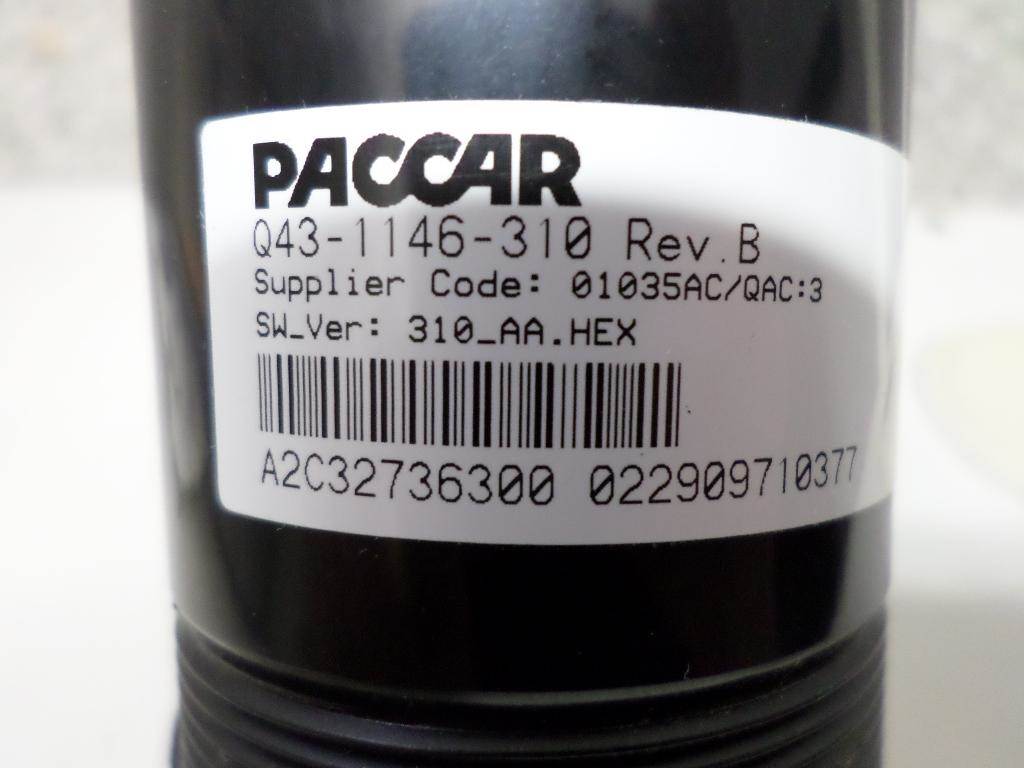 PACCAR
Q43-1146-310 Rev.B
Supplier Code: 01035AC/QAC:3
SW_Ver: 310_AA.HEX
A2C32736300 022909710377